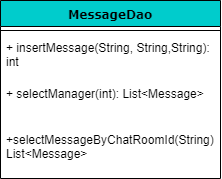 MessageDao
+ insertMessage(String, String,String):
int
+ selectManager(int): List<Message>
+selectMessageByChatRoomId(String)
List<Message>